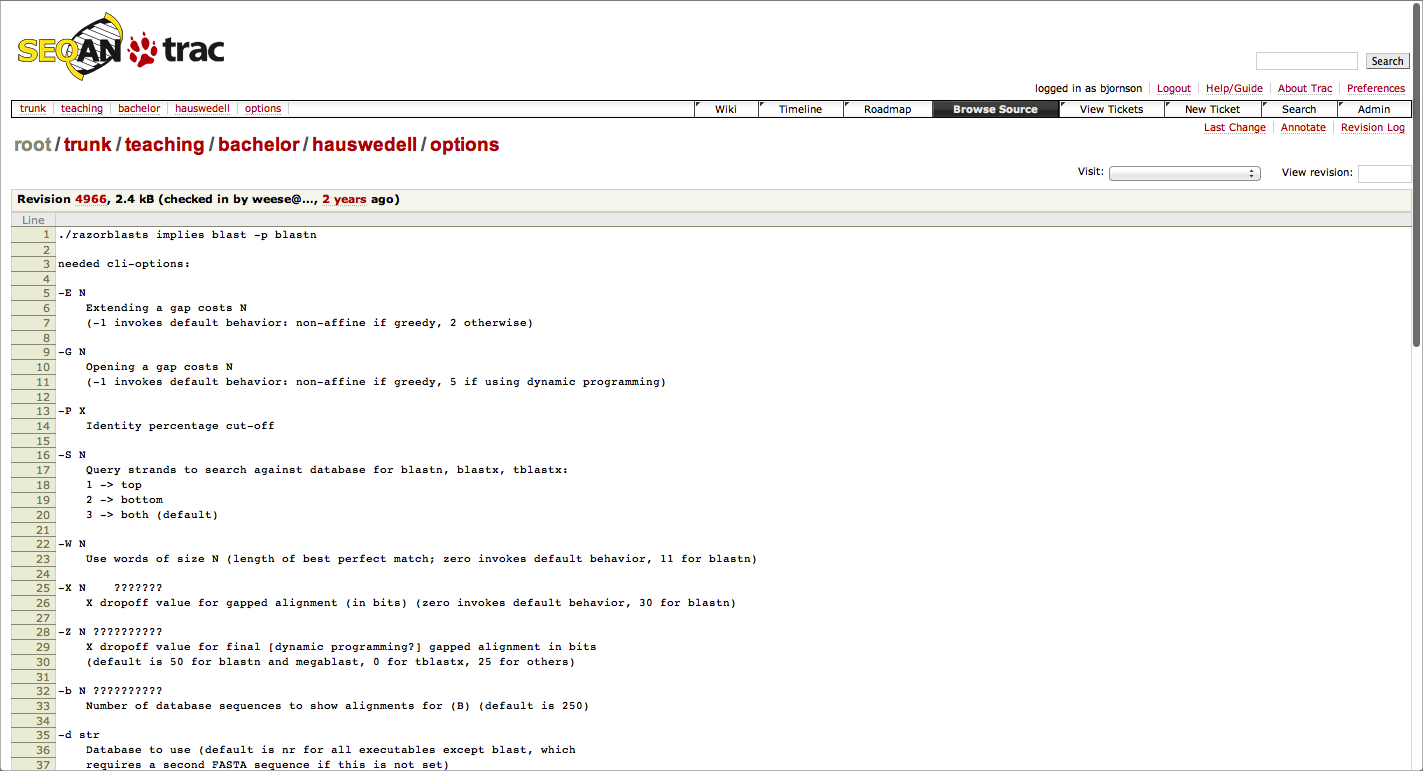 SEQAN trac
Search
logged in as bjornson Logout Help/Guide About Trac Preferences
trunk teaching bachelor hauswedell options Wiki Timeline Roadmap Browse Source View Tickets New Ticket Search Admin
Last Change Annotate Revision Log
root / trunk / teaching / bachelor / hauswedell / options
Visit: View revision:
Revision 4966, 2.4 kB (checked in by weese@…, 2 years ago)
Line
1 ./razorblasts implies blast -p blastn
2
3 needed cli-options:
4
5 -E N
6 Extending a gap costs N
7 (-1 invokes default behavior: non-affine if greedy, 2 otherwise)
8
9 -G N
10 Opening a gap costs N
11 (-1 invokes default behavior: non-affine if greedy, 5 if using dynamic programming)
12
13 -P X
14 Identity percentage cut-off
15
16 -S N
17 Query strands to search against database for blastn, blastx, tblastx:
18 1 -> top
19 2 -> bottom
20 3 -> both (default)
21
22 -W N
23 Use words of size N (length of best perfect match; zero invokes default behavior, 11 for blastn)
24
25 -X N ???????
26 X dropoff value for gapped alignment (in bits) (zero invokes default behavior, 30 for blastn)
27
28 -Z N ??????????
29 X dropoff value for final [dynamic programming?] gapped alignment in bits
30 (default is 50 for blastn and megablast, 0 for tblastx, 25 for others)
31
32 -b N ??????????
33 Number of database sequences to show alignments for (B) (default is 250)
34
35 -d str
36 Database to use (default is nr for all executables except blast, which
37 requires a second FASTA sequence if this is not set)